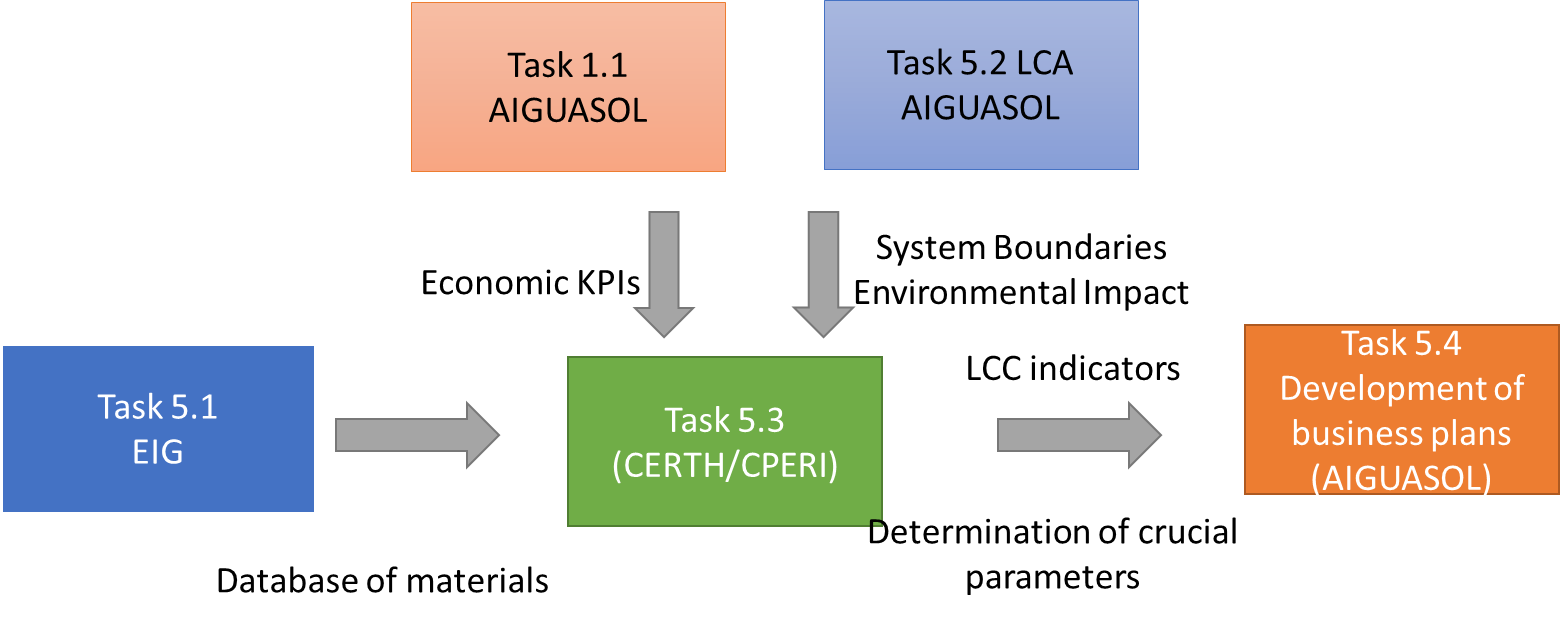 Task 1.1
AIGUASOL
Task 5.2 LCA
AIGUASOL
Economic KPIs
System Boundaries
Environmental Impact
Task 5.1
EIG
Task 5.3
(CERTH/CPERI)
LCC indicators
Task 5.4
Development of
business plans
(AIGUASOL)
Database of materials
Determination of crucial
parameters